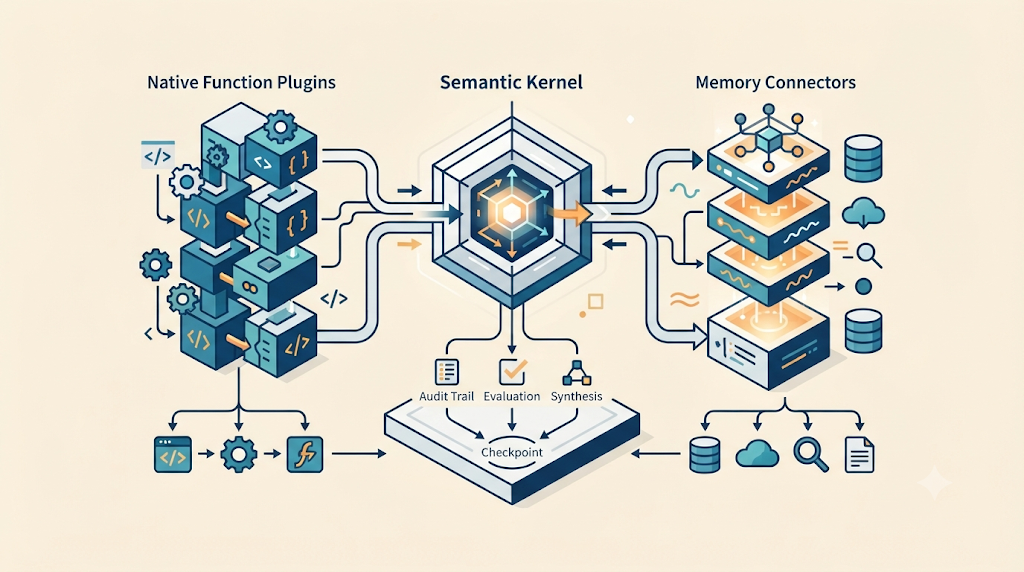 Native Function Plugins
Semantic Kernel
Memory Connectors
</>
<> { }
</>
{ }
</>
</>
<
</>
</>
Audit Trail
Evaluation
Synthesis
Checkpoint
</>
f